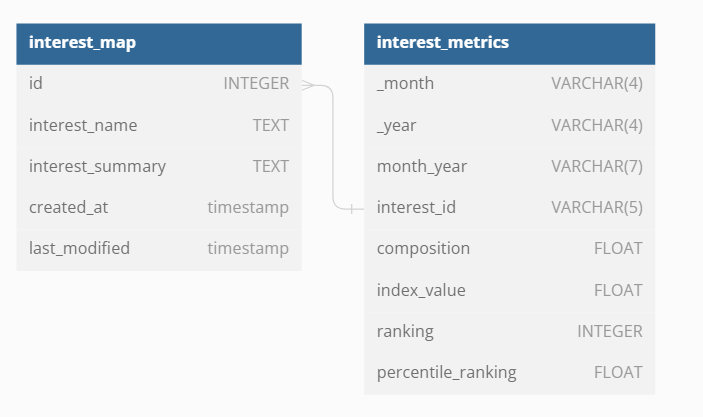 interest_map
id INTEGER
interest_name TEXT
interest_summary TEXT
created_at timestamp
last_modified timestamp
interest_metrics
_month VARCHAR(4)
_year VARCHAR(4)
month_year VARCHAR(7)
interest_id VARCHAR(5)
composition FLOAT
index_value FLOAT
ranking INTEGER
percentile_ranking FLOAT